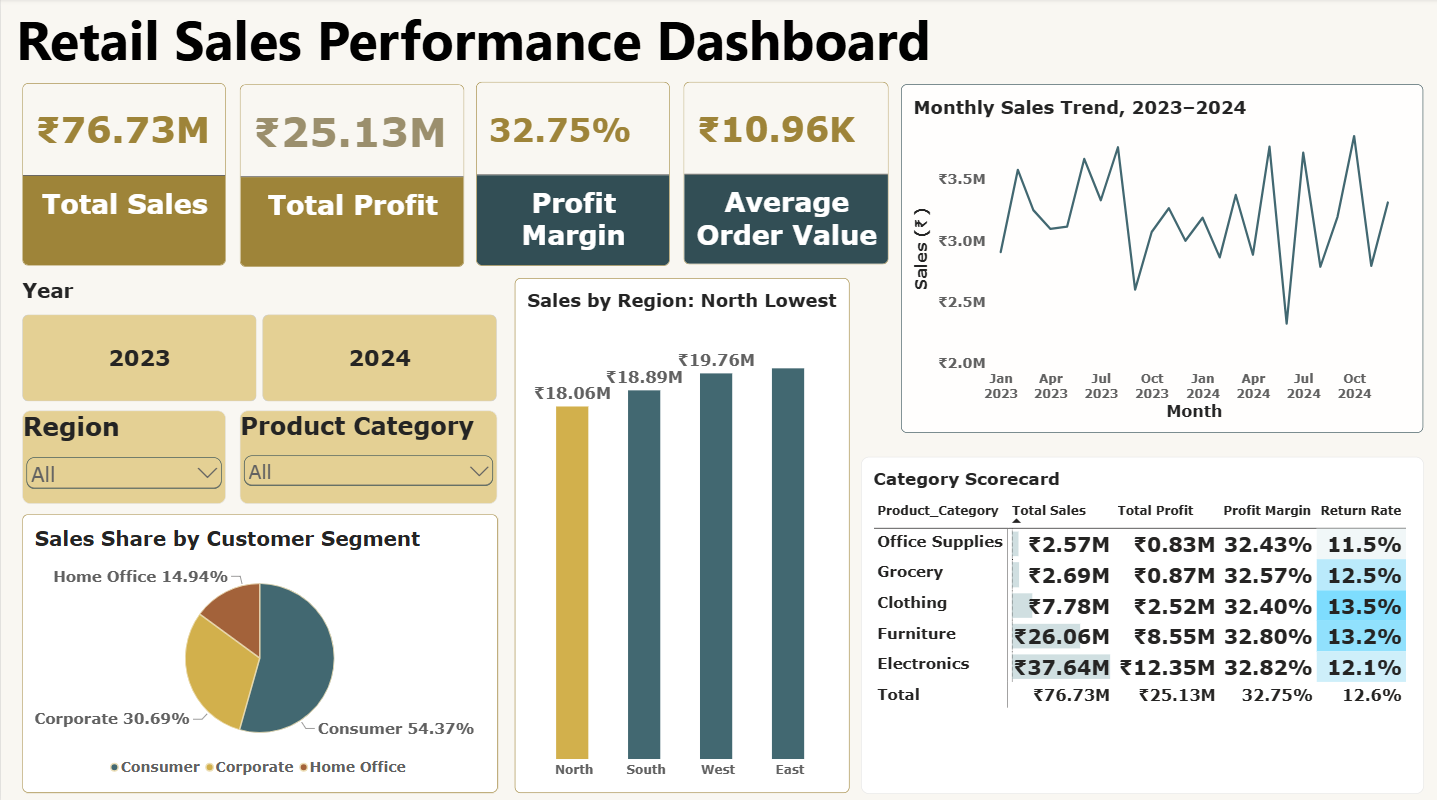 Retail Sales Performance Dashboard
₹76.73M
Total Sales
₹25.13M
Total Profit
32.75%
Profit
Margin
₹10.96K
Average
Order Value
Monthly Sales Trend, 2023–2024
Sales (₹ )
₹3.5M
₹3.0M
₹2.5M
₹2.0M
Jan Apr Jul Oct Jan Apr Jul Oct
2023 2023 2023 2023 2024 2024 2024 2024
Month
Year
2023
2024
Region
All
Product Category
All
Sales Share by Customer Segment
Home Office 14.94%
Corporate 30.69%
Consumer 54.37%
Consumer Corporate Home Office
Sales by Region: North Lowest
₹18.06M
₹18.89M
₹19.76M
North South West East
Category Scorecard
Product_Category Total Sales Total Profit Profit Margin Return Rate
Office Supplies ₹2.57M ₹0.83M 32.43% 11.5%
Grocery ₹2.69M ₹0.87M 32.57% 12.5%
Clothing ₹7.78M ₹2.52M 32.40% 13.5%
Furniture ₹26.06M ₹8.55M 32.80% 13.2%
Electronics ₹37.64M ₹12.35M 32.82% 12.1%
Total ₹76.73M ₹25.13M 32.75% 12.6%